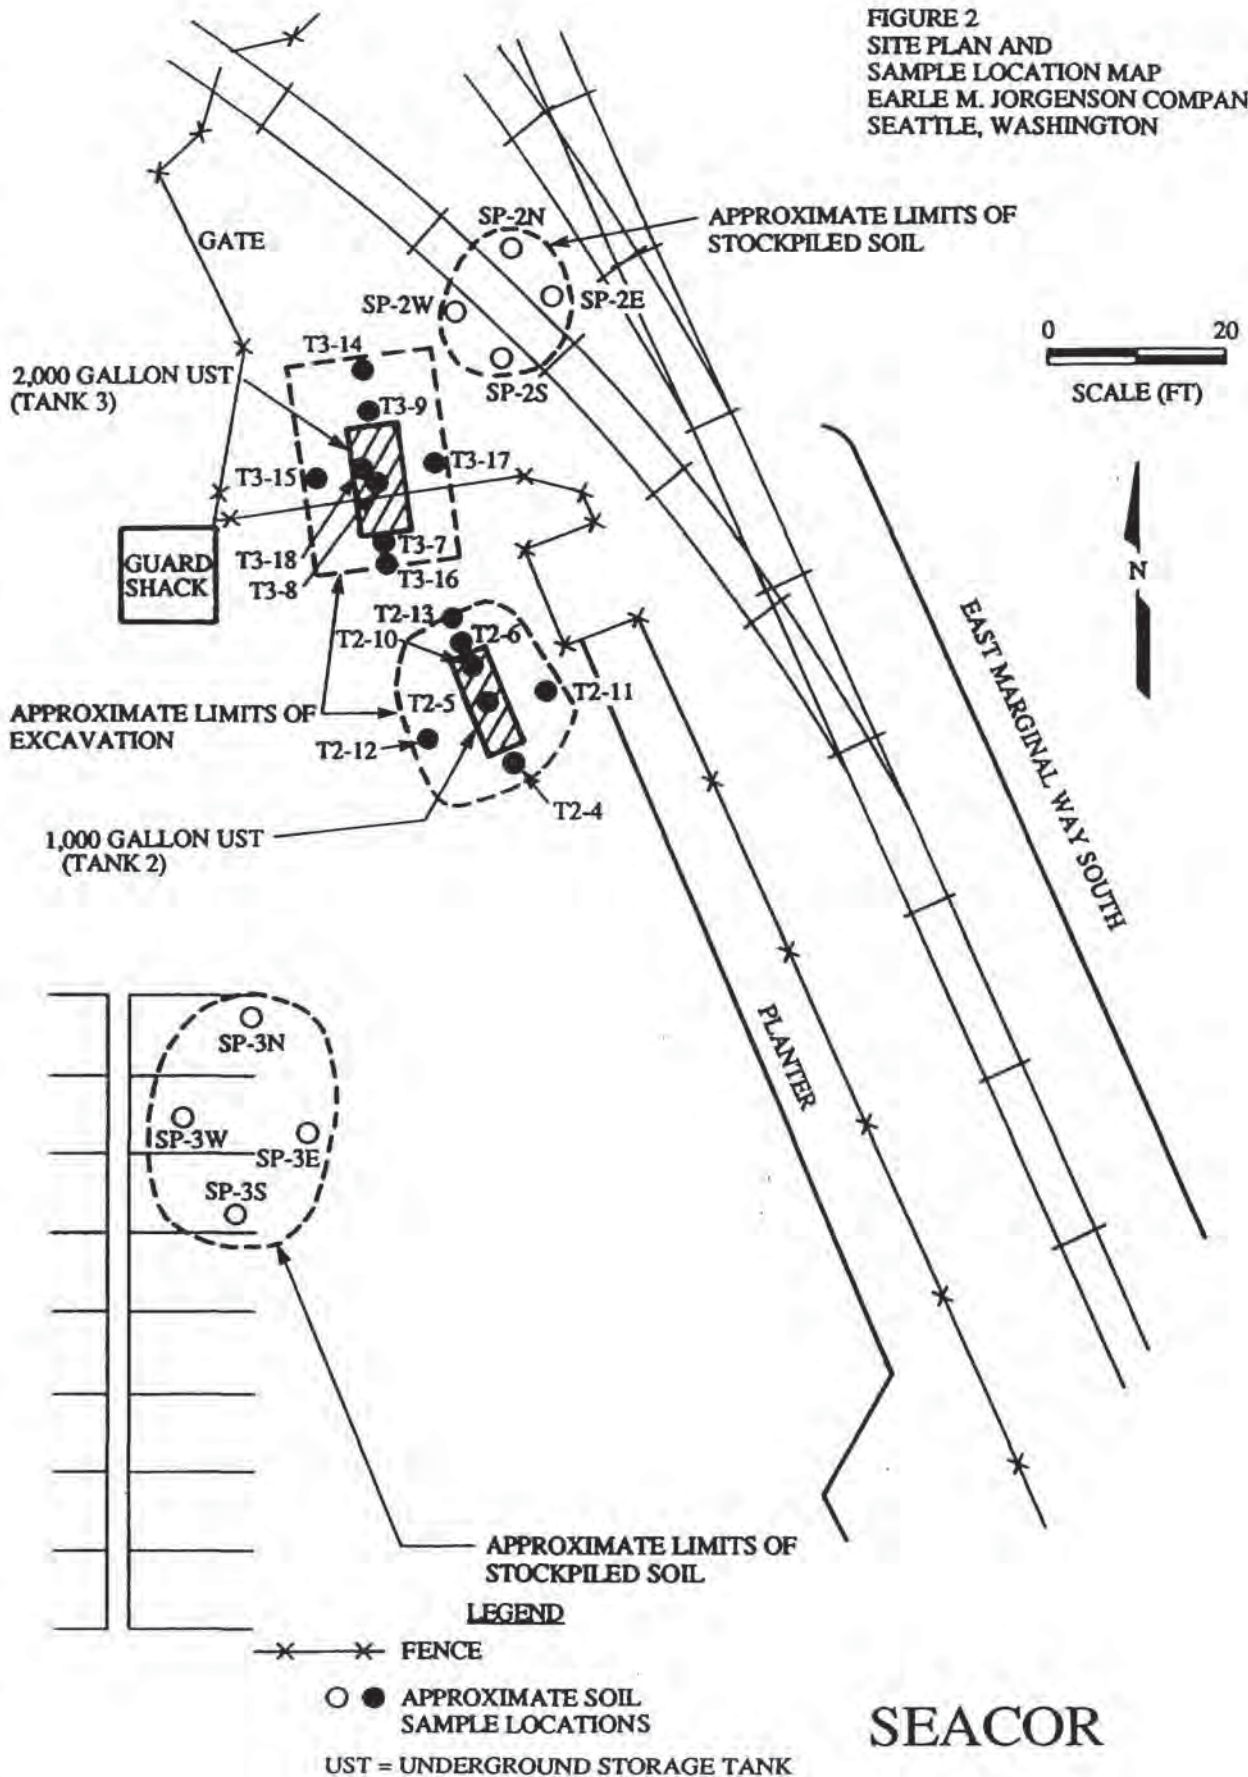 FIGURE 2
SITE PLAN AND
SAMPLE LOCATION MAP
EARLE M. JORGENSON COMPAN
SEATTLE, WASHINGTON
GATE
SP-2N
APPROXIMATE LIMITS OF
STOCKPILED SOIL
SP-2W
SP-2E
SP-2S
0 20
SCALE (FT)
T3-14
2,000 GALLON UST
(TANK 3)
T3-9
T3-15
T3-17
T3-18
T3-8
T3-7
T3-16
GUARD
SHACK
N
T2-13
T2-10
T2-6
T2-5
T2-11
T2-12
T2-4
APPROXIMATE LIMITS OF
EXCAVATION
1,000 GALLON UST
(TANK 2)
EAST MARGINAL WAY SOUTH
PLANTER
SP-3N
SP-3W
SP-3E
SP-3S
APPROXIMATE LIMITS OF
STOCKPILED SOIL
LEGEND
FENCE
APPROXIMATE SOIL
SAMPLE LOCATIONS
UST = UNDERGROUND STORAGE TANK
SEACOR